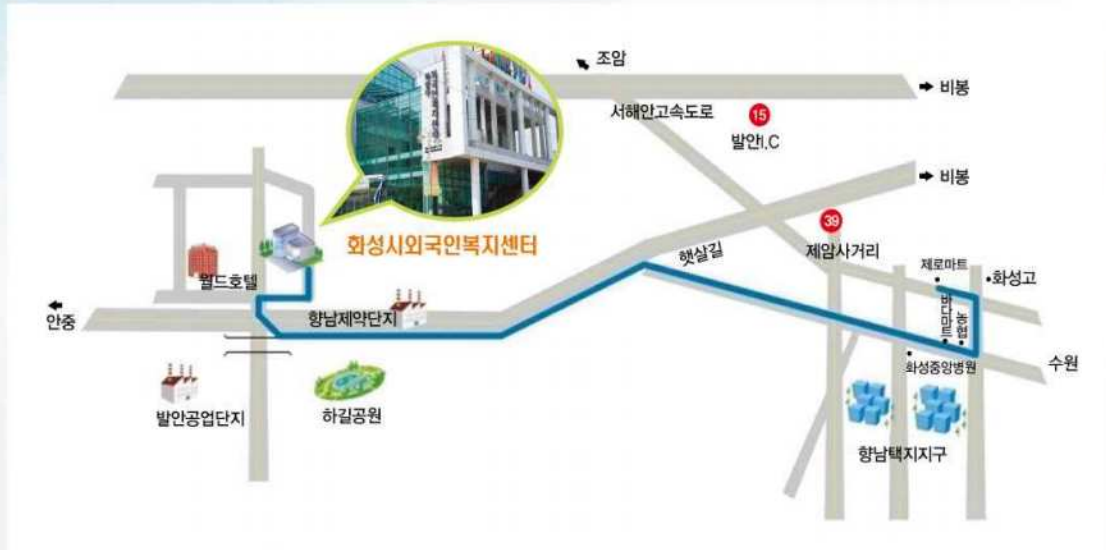 조암
비봉
서해안고속도로
15
발안I.C
비봉
39
화성시외국인복지센터
햇살길
제암사거리
제로마트
화성고
월드호텔
바다마트
농협
안중
향남제약단지
화성중앙병원
수원
발안공업단지
하길공원
향남택지지구